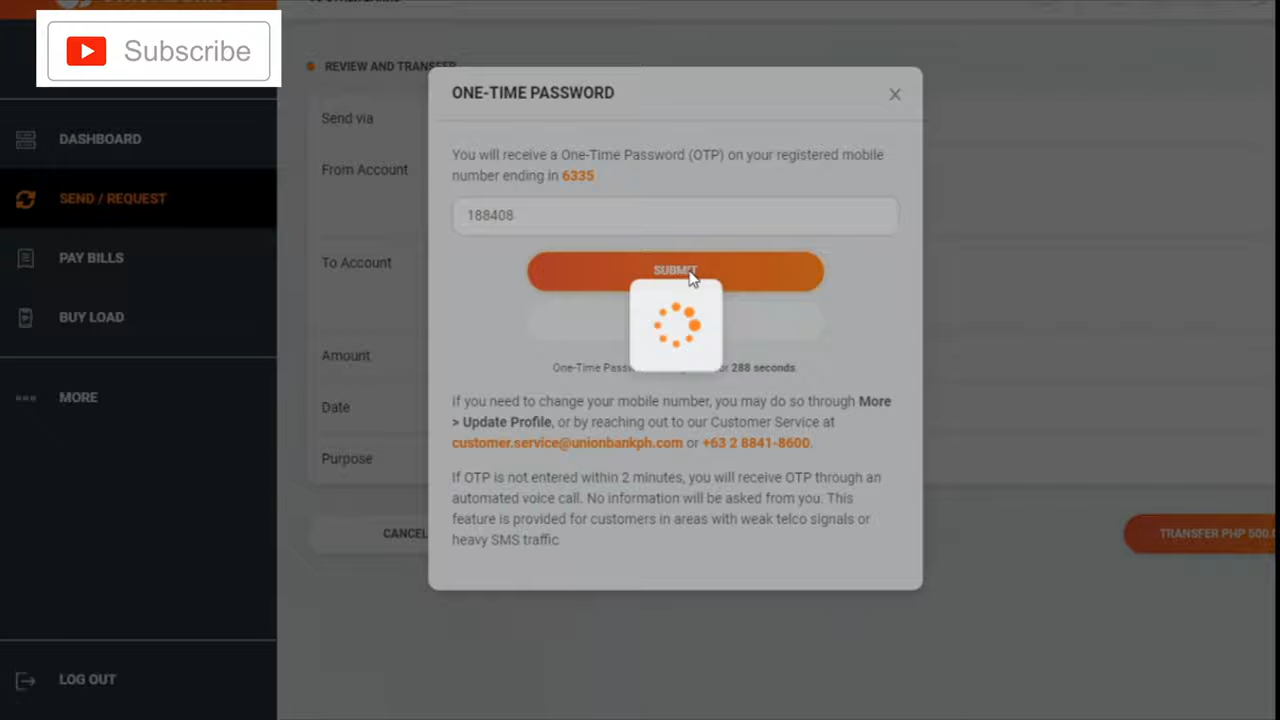 Subscribe
REVIEW AND TRANSFER
ONE-TIME PASSWORD
DASHBOARD
Send via
You will receive a One-Time Password (OTP) on your registered mobile
number ending in 6335
From Account
SEND / REQUEST
188408
PAY BILLS
To Account
SUBMIT
BUY LOAD
Amount
One-Time
288 seconds
MORE
Date
If you need to change your mobile number, you may do so through More
> Update Profile, or by reaching out to our Customer Service at
customer.service@unionbankph.com or +63 2 8841-8600.
Purpose
If OTP is not entered within 2 minutes, you will receive OTP through an
automated voice call. No information will be asked from you. This
feature is provided for customers in areas with weak telco signals or
heavy SMS traffic
CANCEL
TRANSFER PHP 500.
LOG OUT